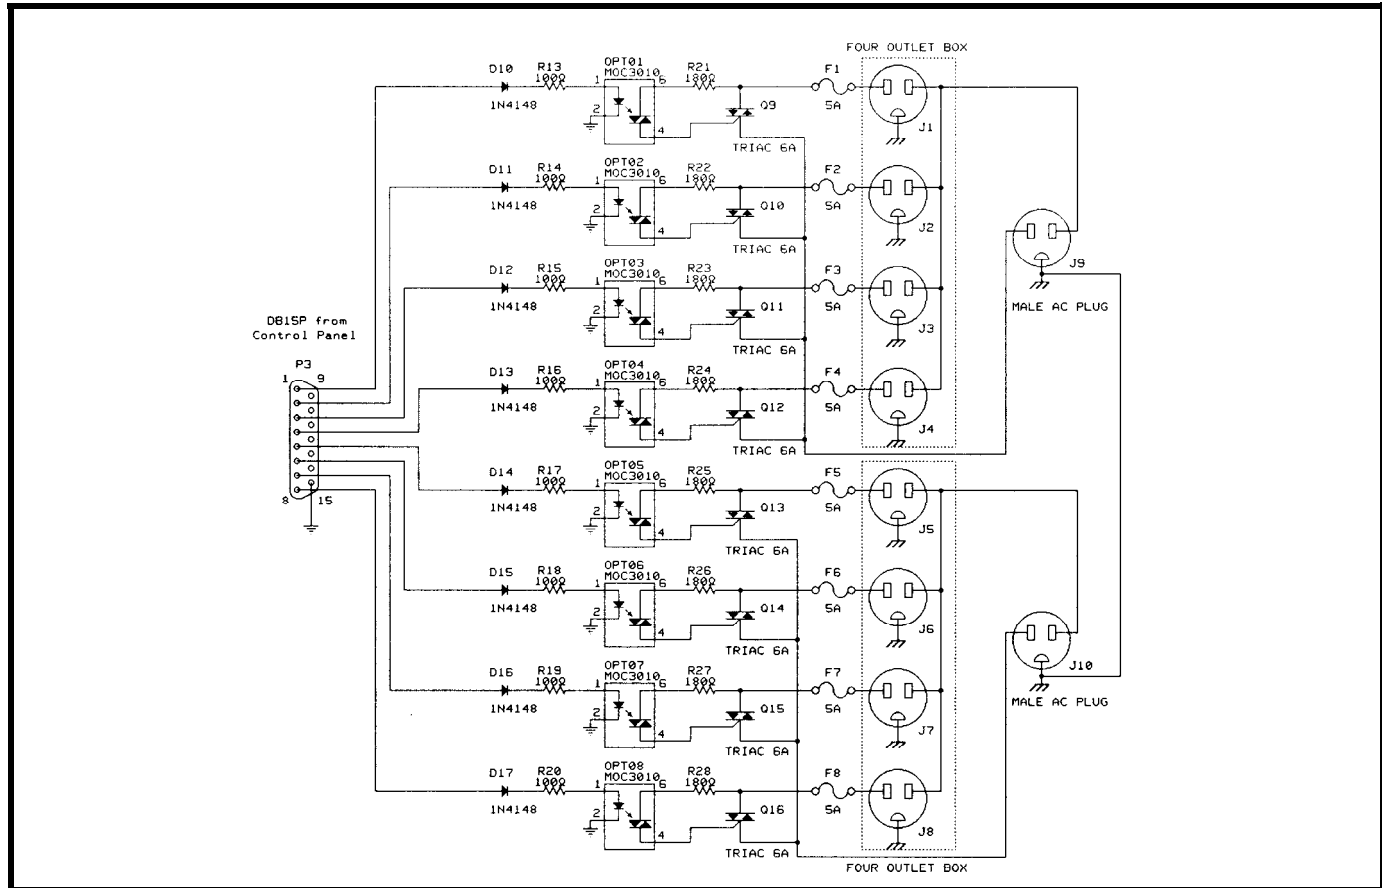 FOUR OUTLET BOX
D10 R13 OPTO1 R21 F1
100Ω MOC3010 180Ω
1 6 Q9
1N4148 2 5A
4 J1
TRIAC 6A
D11 R14 OPTO2 R22 F2
100Ω MOC3010 180Ω
1 6 Q10
1N4148 2 5A
4 J2
TRIAC 6A
D12 R15 OPTO3 R23 F3
100Ω MOC3010 180Ω
1 6 Q11
1N4148 2 5A
4 J3
TRIAC 6A
J9
MALE AC PLUG
DB15P from
Control Panel
P3
1 9
8 15
D13 R16 OPTO4 R24 F4
100Ω MOC3010 180Ω
1 6 Q12
1N4148 2 5A
4 J4
TRIAC 6A
D14 R17 OPTO5 R25 F5
100Ω MOC3010 180Ω
1 6 Q13
1N4148 2 5A
4 J5
TRIAC 6A
D15 R18 OPTO6 R26 F6
100Ω MOC3010 180Ω
1 6 Q14
1N4148 2 5A
4 J6
TRIAC 6A
J10
MALE AC PLUG
D16 R19 OPTO7 R27 F7
100Ω MOC3010 180Ω
1 6 Q15
1N4148 2 5A
4 J7
TRIAC 6A
D17 R20 OPTO8 R28 F8
100Ω MOC3010 180Ω
1 6 Q16
1N4148 2 5A
4 J8
TRIAC 6A
FOUR OUTLET BOX